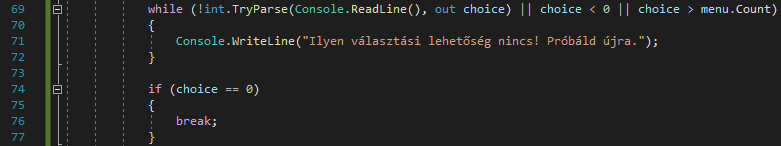 69 while (!int.TryParse(Console.ReadLine(), out choice) || choice < 0 || choice > menu.Count)
70 {
71 Console.WriteLine("Ilyen választási lehetőség nincs! Próbáld újra.");
72 }
73
74 if (choice == 0)
75 {
76 break;
77 }